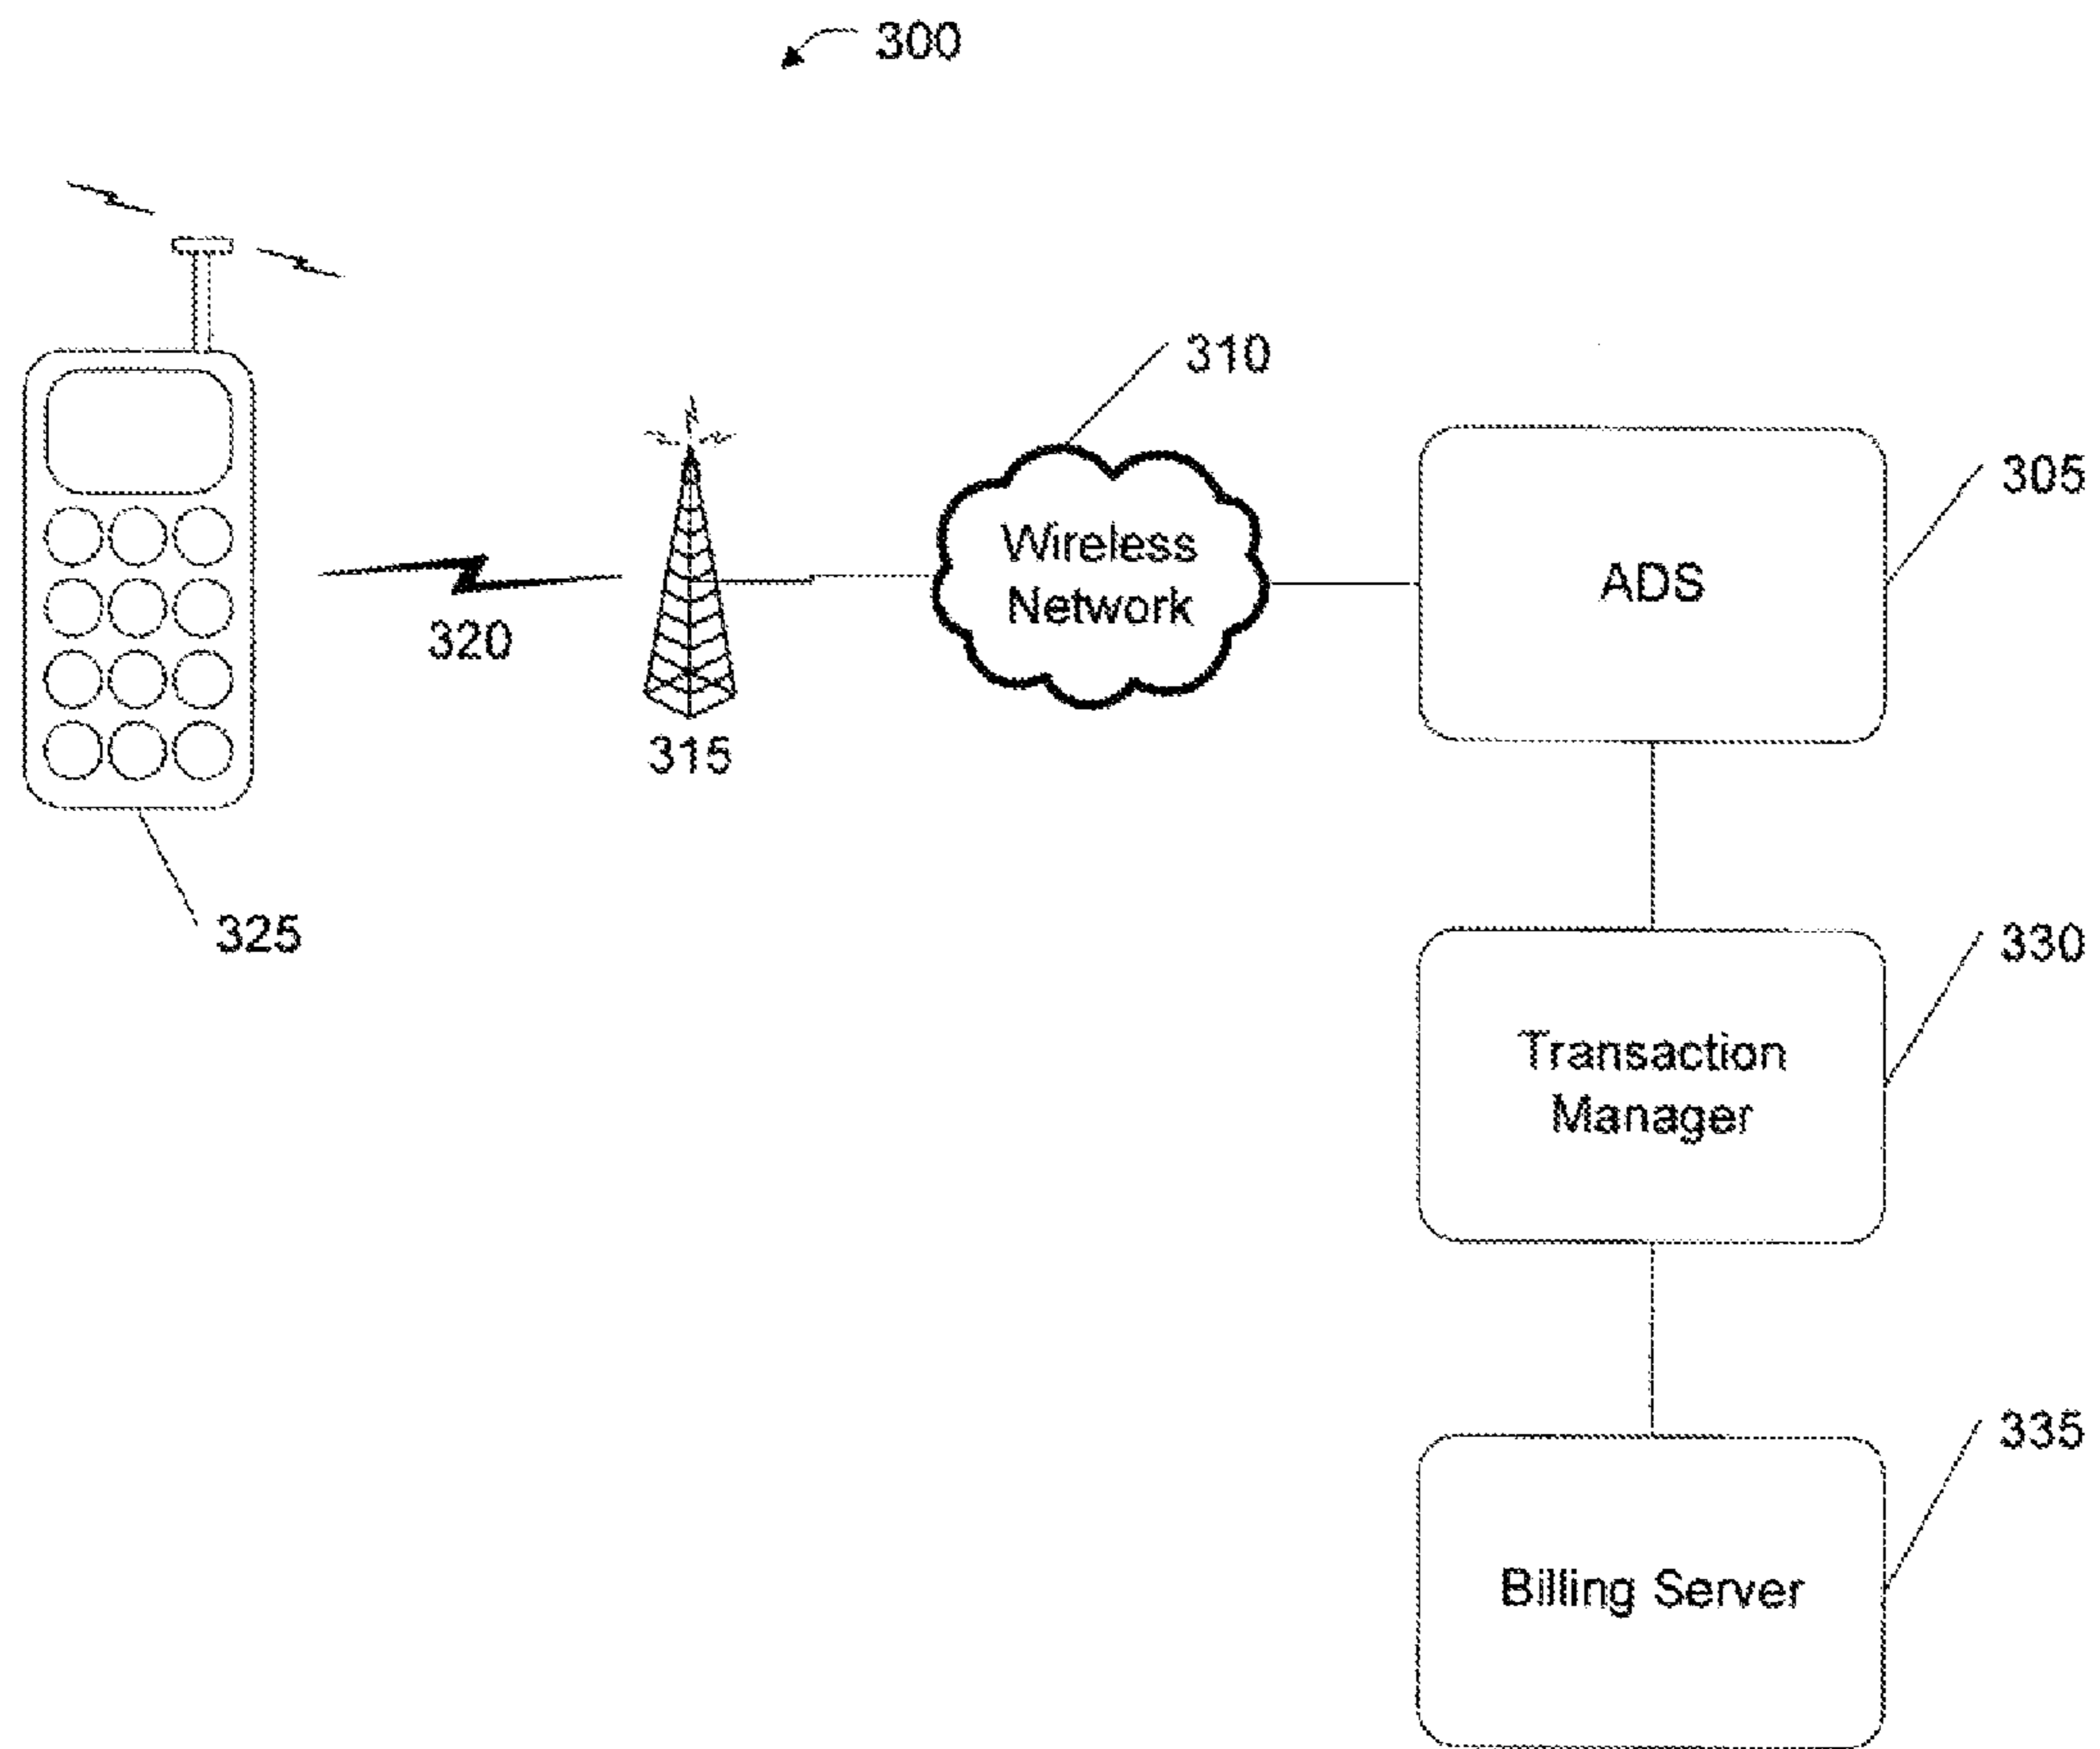 300
310
305
Wireless
Network
ADS
320
315
325
330
Transaction
Manager
335
Billing Server